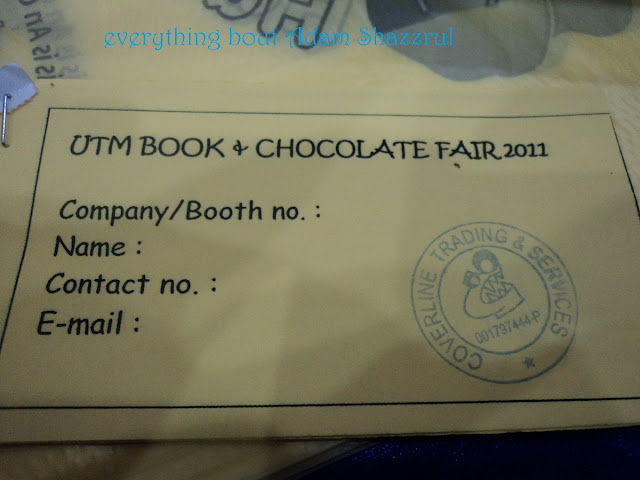 everything boat Adam Shazzrul
UTM BOOK & CHOCOLATE FAIR 2011
Company/Booth no. :
Name :
Contact no. :
E-mail :
COVERLINE TRADING & SERVICES
001797444-P